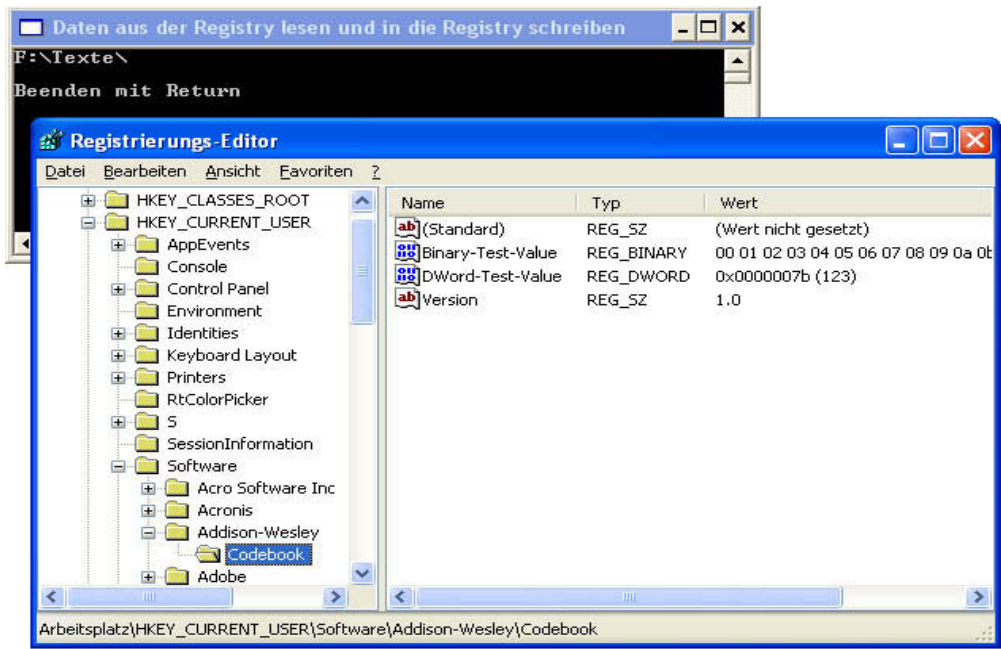 Daten aus der Registry lesen und in die Registry schreiben
F:\Texte\
Beenden mit Return
Registrierungs-Editor
Datei Bearbeiten Ansicht Favoriten ?
HKEY_CLASSES_ROOT
HKEY_CURRENT_USER
AppEvents
Console
Control Panel
Environment
Identities
Keyboard Layout
Printers
RtColorPicker
S
SessionInformation
Software
Acro Software Inc
Acronis
Addison-Wesley
Codebook
Adobe
Name Typ Wert
(Standard) REG_SZ (Wert nicht gesetzt)
Binary-Test-Value REG_BINARY 00 01 02 03 04 05 06 07 08 09 0a 0b
DWord-Test-Value REG_DWORD 0x0000007b (123)
Version REG_SZ 1.0
Arbeitsplatz\HKEY_CURRENT_USER\Software\Addison-Wesley\Codebook